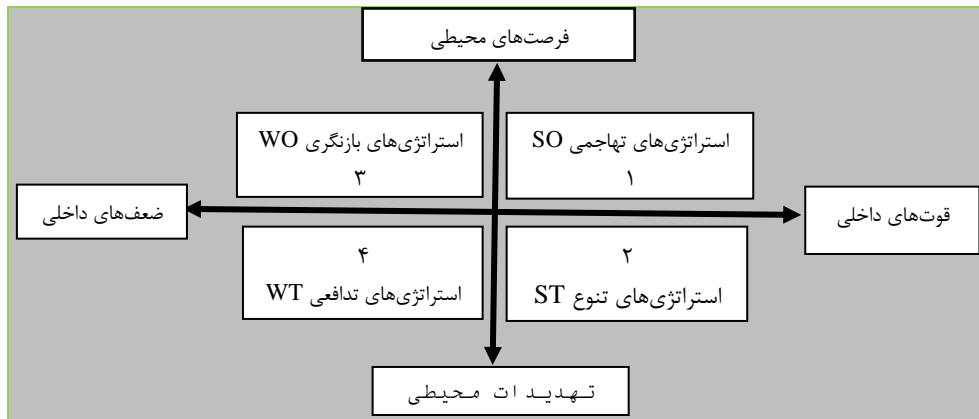 فرصت‌های محیطی
استراتژی‌های تهاجمی SO
۱
استراتژی‌های بازنگری WO
۳
قوت‌های داخلی
ضعف‌های داخلی
۲
استراتژی‌های تنوع ST
۴
استراتژی‌های تدافعی WT
تهدیدات محیطی